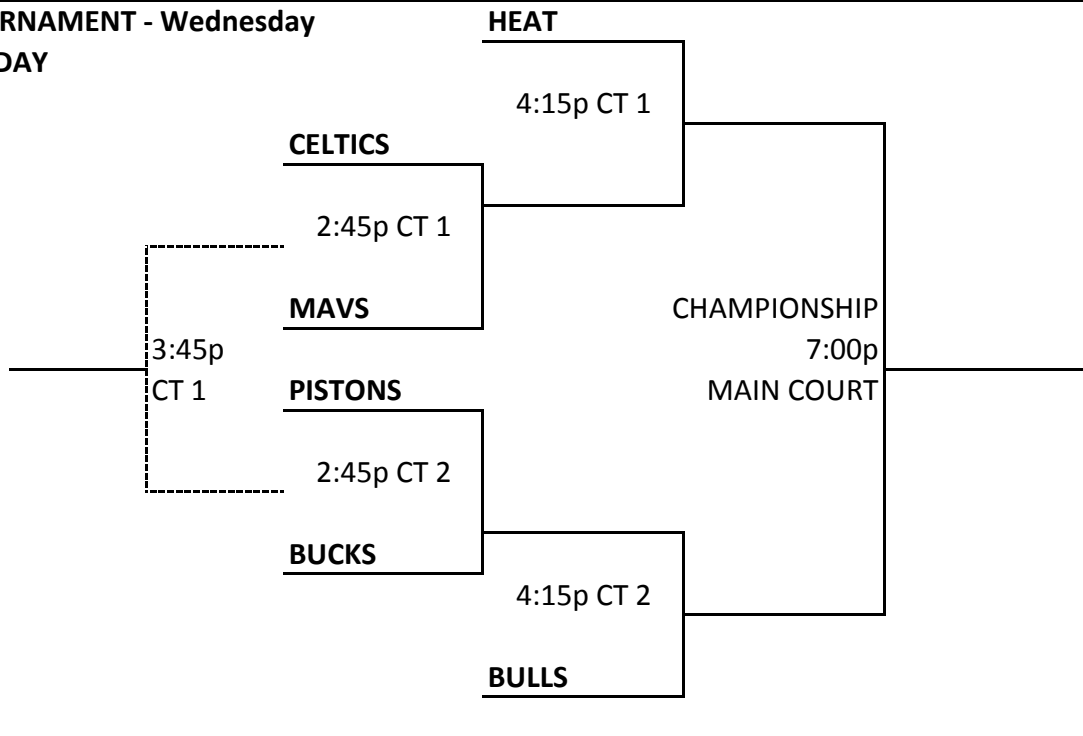 RNAMENT - Wednesday
DAY
HEAT
4:15p CT 1
CELTICS
2:45p CT 1
MAVS
CHAMPIONSHIP
7:00p
MAIN COURT
3:45p
CT 1
PISTONS
2:45p CT 2
BUCKS
4:15p CT 2
BULLS